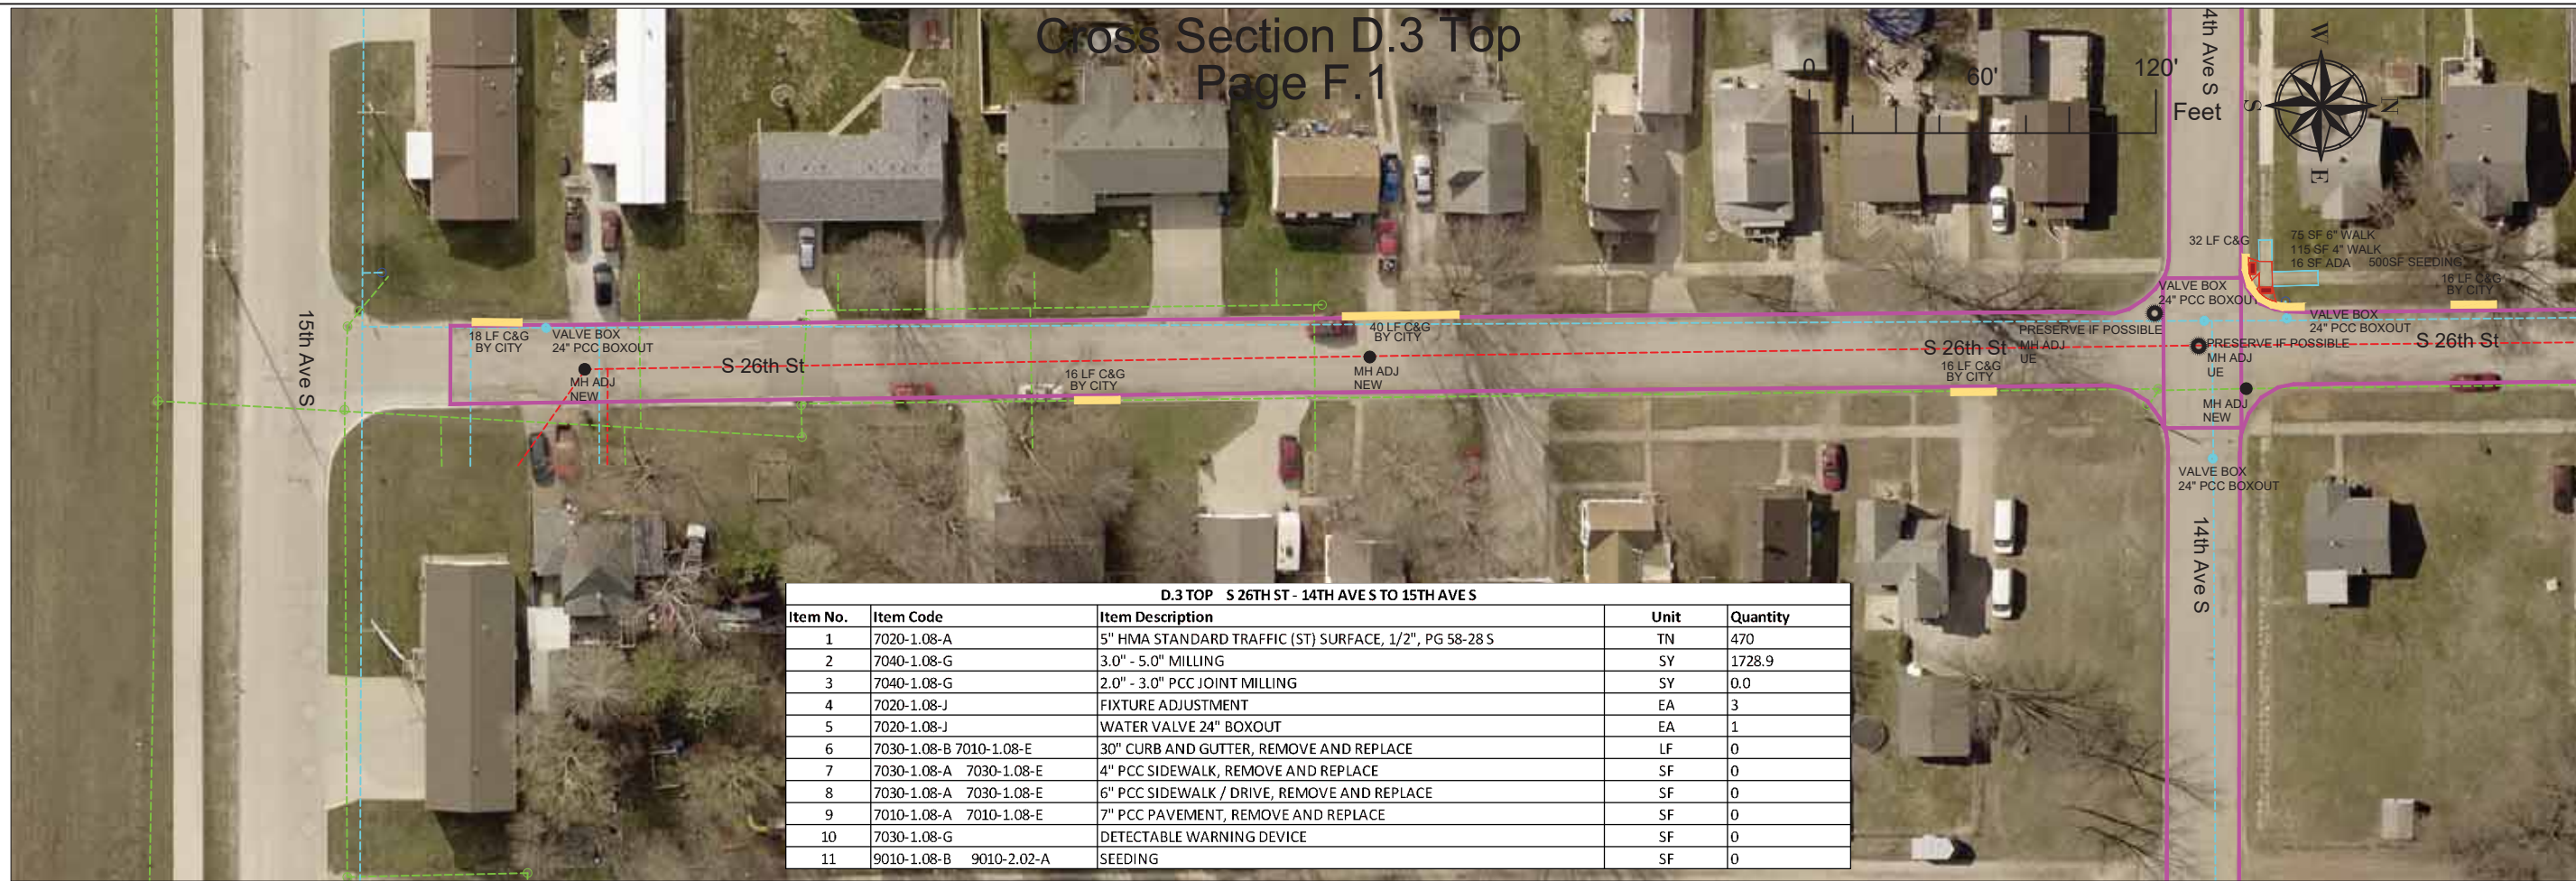 Cross Section D.3 Top
Page F.1
0
60'
120'
Feet
W
S
N
E
4th Ave S
15th Ave S
32 LF C&G
75 SF 6" WALK
115 SF 4" WALK
16 SF ADA
500SF SEEDING
16 LF C&G
BY CITY
VALVE BOX
24" PCC BOXOUT
VALVE BOX
24" PCC BOXOUT
18 LF C&G
BY CITY
VALVE BOX
24" PCC BOXOUT
40 LF C&G
BY CITY
PRESERVE IF POSSIBLE
MH ADJ
UE
PRESERVE IF POSSIBLE
MH ADJ
UE
S 26th St
S 26th St
S 26th St
MH ADJ
NEW
16 LF C&G
BY CITY
MH ADJ
NEW
16 LF C&G
BY CITY
MH ADJ
NEW
VALVE BOX
24" PCC BOXOUT
14th Ave S
D.3 TOP S 26TH ST - 14TH AVE S TO 15TH AVE S
Item No. Item Code Item Description Unit Quantity
1 7020-1.08-A 5" HMA STANDARD TRAFFIC (ST) SURFACE, 1/2", PG 58-28 S TN 470
2 7040-1.08-G 3.0" - 5.0" MILLING SY 1728.9
3 7040-1.08-G 2.0" - 3.0" PCC JOINT MILLING SY 0.0
4 7020-1.08-J FIXTURE ADJUSTMENT EA 3
5 7020-1.08-J WATER VALVE 24" BOXOUT EA 1
6 7030-1.08-B 7010-1.08-E 30" CURB AND GUTTER, REMOVE AND REPLACE LF 0
7 7030-1.08-A 7030-1.08-E 4" PCC SIDEWALK, REMOVE AND REPLACE SF 0
8 7030-1.08-A 7030-1.08-E 6" PCC SIDEWALK / DRIVE, REMOVE AND REPLACE SF 0
9 7010-1.08-A 7010-1.08-E 7" PCC PAVEMENT, REMOVE AND REPLACE SF 0
10 7030-1.08-G DETECTABLE WARNING DEVICE SF 0
11 9010-1.08-B 9010-2.02-A SEEDING SF 0